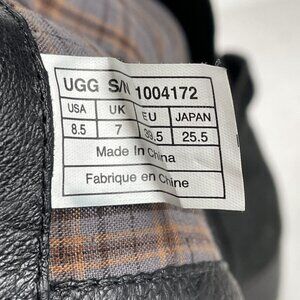 UGG S/N 1004172
USA UK EU JAPAN
8.5 7 39.5 25.5
Made In China
Fabrique en Chine